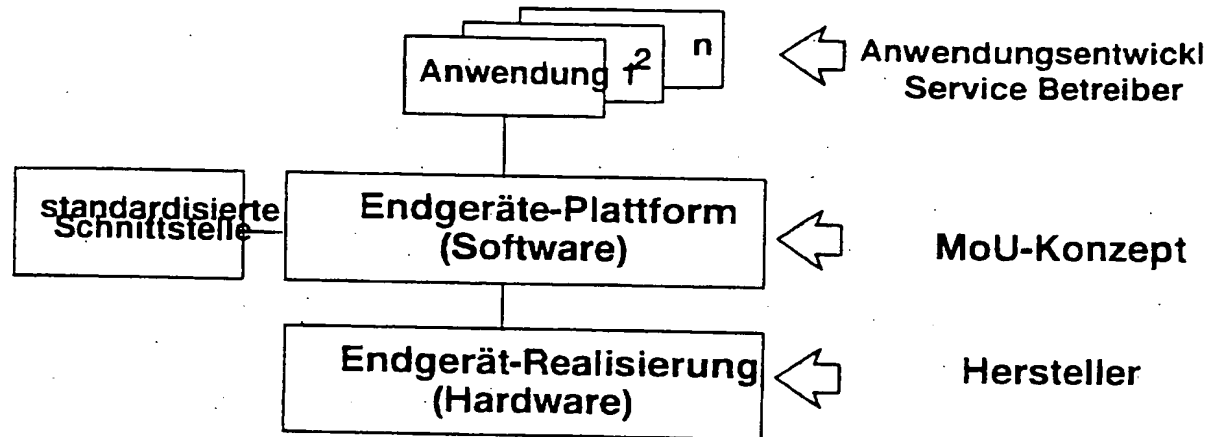 n
2
Anwendung 1
Anwendungsentwickl
Service Betreiber
standardisierte
Schnittstelle
Endgeräte-Plattform
(Software)
MoU-Konzept
Endgerät-Realisierung
(Hardware)
Hersteller